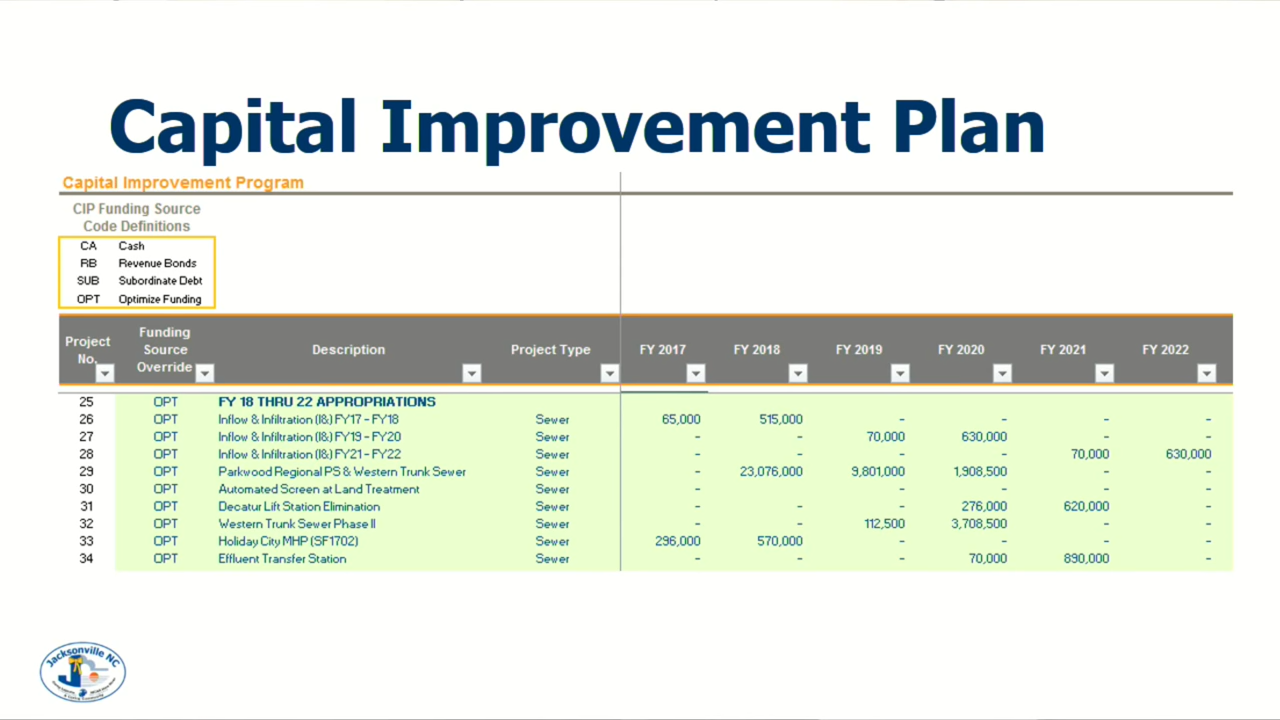 Capital Improvement Plan
Capital Improvement Program
CIP Funding Source
Code Definitions
CA Cash
RB Revenue Bonds
SUB Subordinate Debt
OPT Optimize Funding
Project No. Funding Source Override Description Project Type FY 2017 FY 2018 FY 2019 FY 2020 FY 2021 FY 2022
25 OPT FY 18 THRU 22 APPROPRIATIONS
26 OPT Inflow & Infiltration (I&) FY17 - FY18 Sewer 65,000 515,000 - - - -
27 OPT Inflow & Infiltration (I&) FY19 - FY20 Sewer - - 70,000 630,000 - -
28 OPT Inflow & Infiltration (I&) FY21 - FY22 Sewer - - - - 70,000 630,000
29 OPT Parkwood Regional PS & Western Trunk Sewer Sewer - 23,076,000 9,801,000 1,908,500 - -
30 OPT Automated Screen at Land Treatment Sewer - - - - - -
31 OPT Decatur Lift Station Elimination Sewer - - - 276,000 620,000 -
32 OPT Western Trunk Sewer Phase II Sewer - - 112,500 3,708,500 - -
33 OPT Holiday City MHP (SF1702) Sewer 296,000 570,000 - - - -
34 OPT Effluent Transfer Station Sewer - - - 70,000 890,000 -
Jacksonville NC